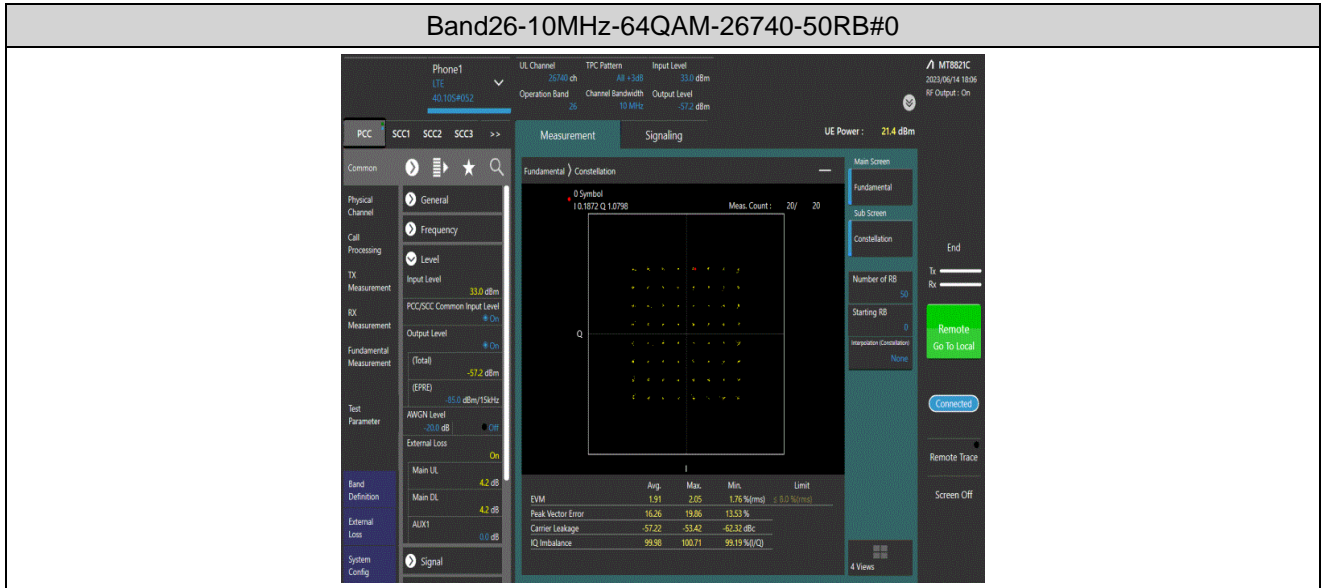 Band26-10MHz-64QAM-26740-50RB#0
Phone1
LTE
40.105#052
UL Channel TPC Pattern Input Level
26740 ch All +3dB 33.0 dBm
Operation Band Channel Bandwidth Output Level
26 10 MHz -57.2 dBm
MT8821C
2023/06/14 18:06
RF Output : On
PCC SCC1 SCC2 SCC3 >>
Measurement Signaling
UE Power : 21.4 dBm
Common
Physical
Channel
Call
Processing
TX
Measurement
RX
Measurement
Fundamental
Measurement
Test
Parameter
Band
Definition
External
Loss
System
Config
General
Frequency
Level
Input Level
33.0 dBm
PCC/SCC Common Input Level
On
Output Level
On
(Total)
-57.2 dBm
(EPRE)
-85.0 dBm/15kHz
AWGN Level
-20.0 dB Off
External Loss
On
Main UL
4.2 dB
Main DL
4.2 dB
AUX1
0.0 dB
Signal
Fundamental 〉 Constellation
0 Symbol
I 0.1872 Q 1.0798 Meas. Count : 20/ 20
Q
I
Avg. Max. Min. Limit
EVM 1.91 2.05 1.76 %(rms) ≤ 8.0 %(rms)
Peak Vector Error 16.26 19.86 13.53 %
Carrier Leakage -57.22 -53.42 -62.32 dBc
IQ Imbalance 99.98 100.71 99.19 %(I/Q)
Main Screen
Fundamental
Sub Screen
Constellation
Number of RB
50
Starting RB
0
Interpolation (Constellation)
None
4 Views
End
Tx
Rx
Remote
Go To Local
Connected
Remote Trace
Screen Off